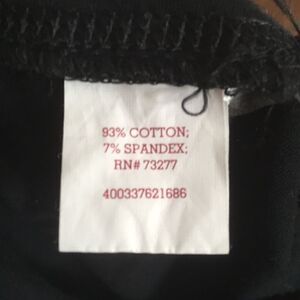 93% COTTON;
7% SPANDEX;
RN# 73277
400337621686